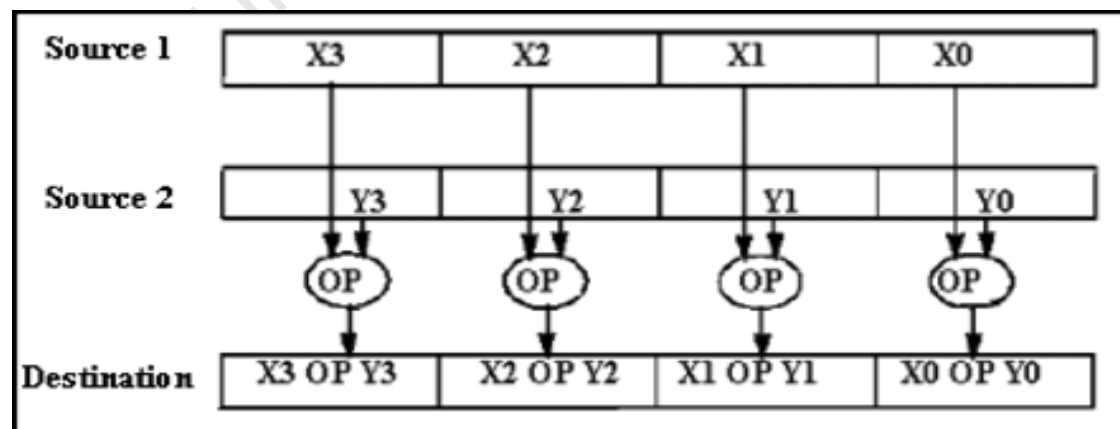 Source 1 X3 X2 X1 X0
Source 2 Y3 Y2 Y1 Y0
OP OP OP OP
Destination X3 OP Y3 X2 OP Y2 X1 OP Y1 X0 OP Y0